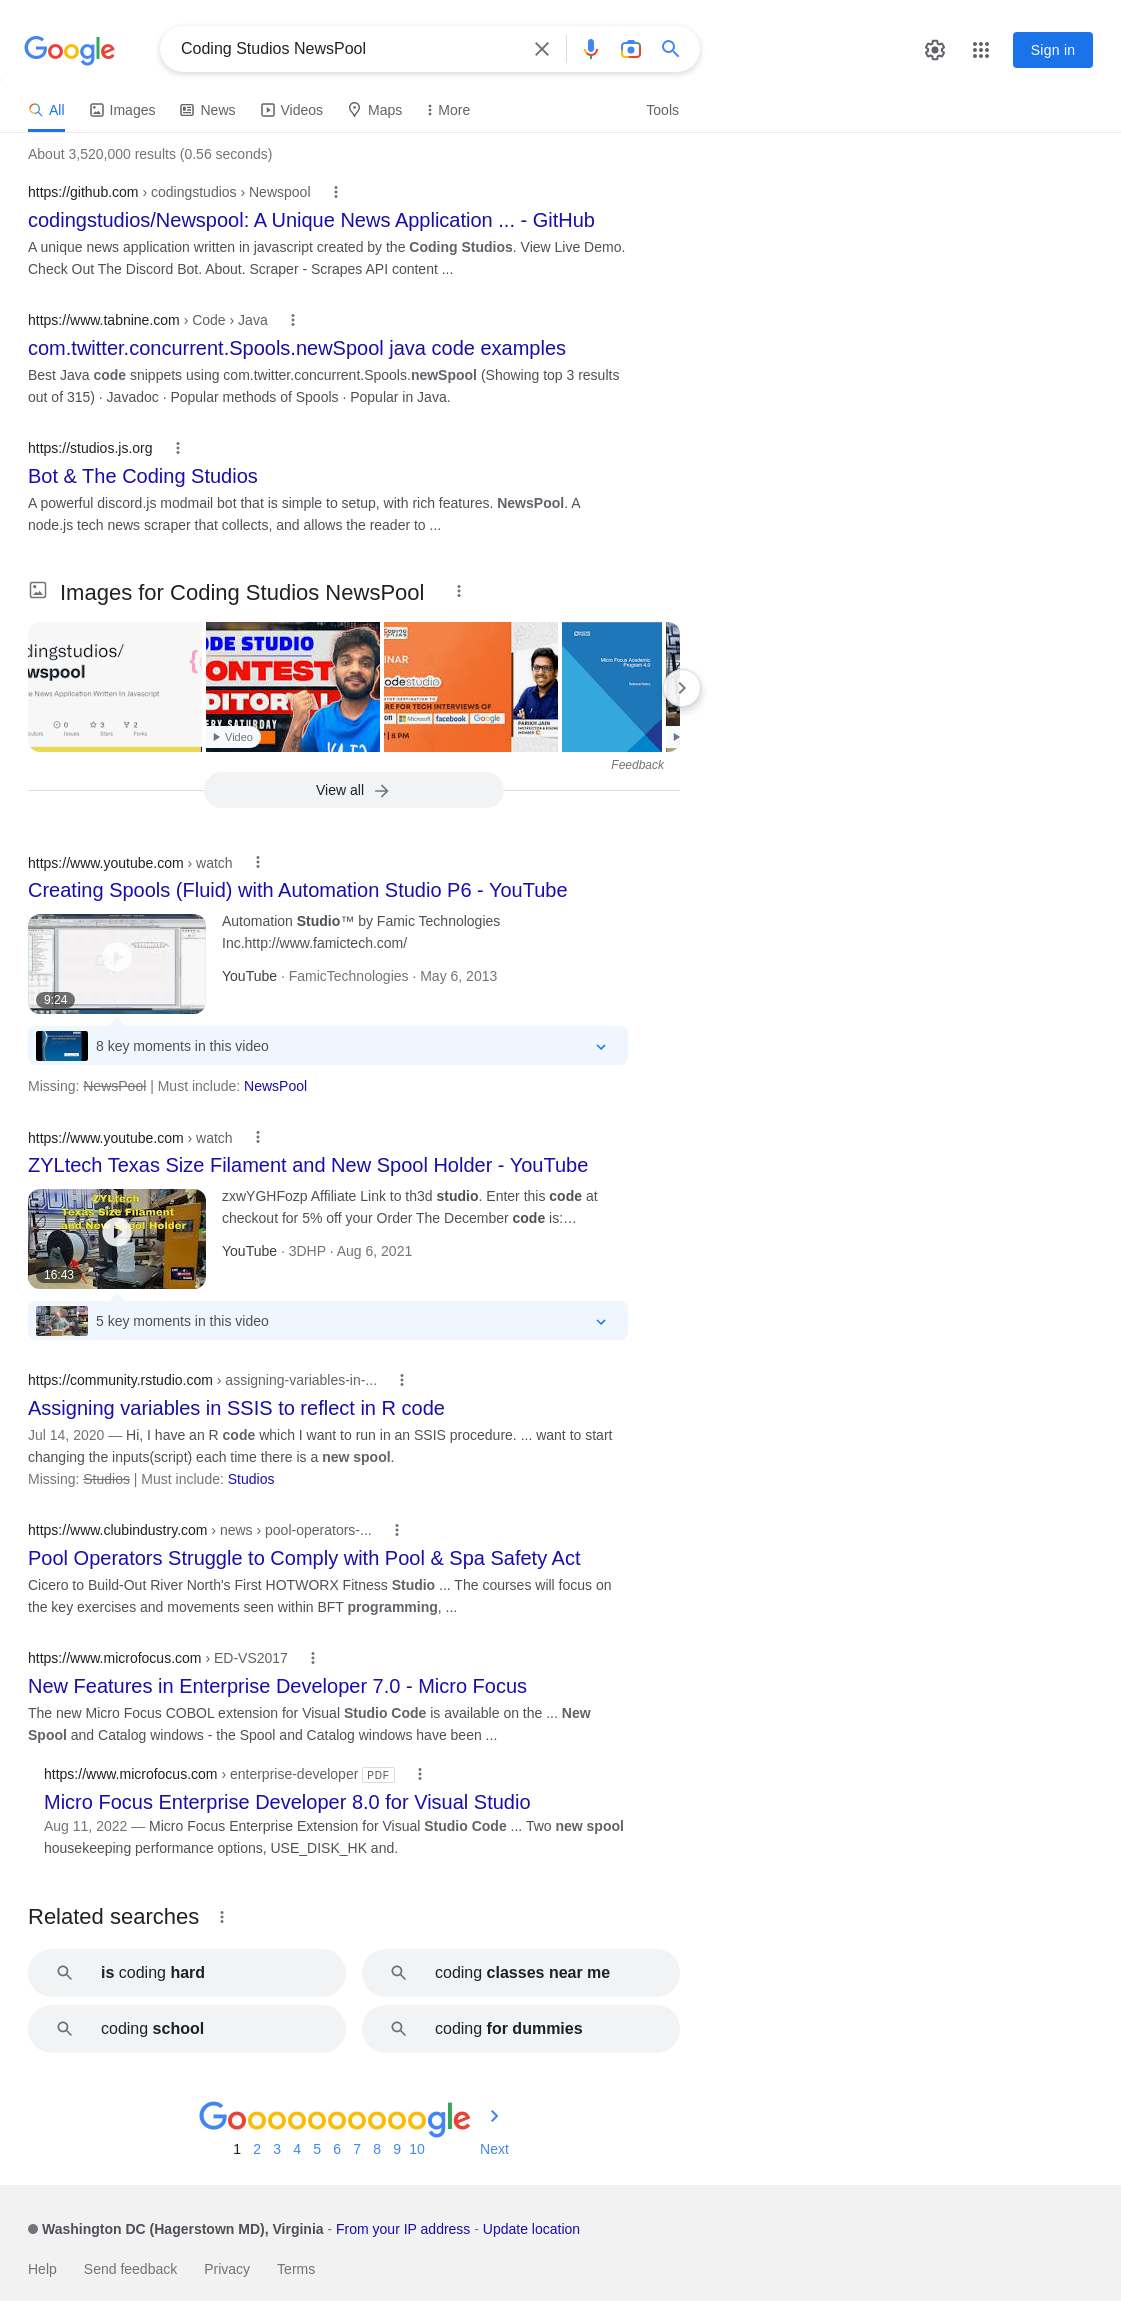 Google
Coding Studios NewsPool
Sign in
All
Images
News
Videos
Maps
More
Tools
About 3,520,000 results (0.56 seconds)
https://github.com › codingstudios › Newspool
codingstudios/Newspool: A Unique News Application ... - GitHub
A unique news application written in javascript created by the Coding Studios. View Live Demo.
Check Out The Discord Bot. About. Scraper - Scrapes API content ...
https://www.tabnine.com › Code › Java
com.twitter.concurrent.Spools.newSpool java code examples
Best Java code snippets using com.twitter.concurrent.Spools.newSpool (Showing top 3 results
out of 315) · Javadoc · Popular methods of Spools · Popular in Java.
https://studios.js.org
Bot & The Coding Studios
A powerful discord.js modmail bot that is simple to setup, with rich features. NewsPool. A
node.js tech news scraper that collects, and allows the reader to ...
Images for Coding Studios NewsPool
dingstudios/
wspool
e News Application Written In Javascript
0
3
2
Issues
Stars
Forks
ODE STUDIO
ONTEST
DITORIAL
ERY SATURDAY
Video
CODING
INAR
odestudio
RE FOR TECH INTERVIEWS OF
on
Microsoft
facebook
Google
| 8 PM
PARIKH JAIN
Micro Focus Academic
Program 4.0
Release Notes
Feedback
View all
https://www.youtube.com › watch
Creating Spools (Fluid) with Automation Studio P6 - YouTube
Automation Studio™ by Famic Technologies
Inc.http://www.famictech.com/
YouTube · FamicTechnologies · May 6, 2013
9:24
8 key moments in this video
Missing: NewsPool | Must include: NewsPool
https://www.youtube.com › watch
ZYLtech Texas Size Filament and New Spool Holder - YouTube
ZYLtech
Texas Size Filament
and New Spool Holder
16:43
zxwYGHFozp Affiliate Link to th3d studio. Enter this code at
checkout for 5% off your Order The December code is:…
YouTube · 3DHP · Aug 6, 2021
5 key moments in this video
https://community.rstudio.com › assigning-variables-in-...
Assigning variables in SSIS to reflect in R code
Jul 14, 2020 — Hi, I have an R code which I want to run in an SSIS procedure. ... want to start
changing the inputs(script) each time there is a new spool.
Missing: Studios | Must include: Studios
https://www.clubindustry.com › news › pool-operators-...
Pool Operators Struggle to Comply with Pool & Spa Safety Act
Cicero to Build-Out River North's First HOTWORX Fitness Studio ... The courses will focus on
the key exercises and movements seen within BFT programming, ...
https://www.microfocus.com › ED-VS2017
New Features in Enterprise Developer 7.0 - Micro Focus
The new Micro Focus COBOL extension for Visual Studio Code is available on the ... New
Spool and Catalog windows - the Spool and Catalog windows have been ...
https://www.microfocus.com › enterprise-developer PDF
Micro Focus Enterprise Developer 8.0 for Visual Studio
Aug 11, 2022 — Micro Focus Enterprise Extension for Visual Studio Code ... Two new spool
housekeeping performance options, USE_DISK_HK and.
Related searches
is coding hard
coding classes near me
coding school
coding for dummies
Goooooooooogle
1 2 3 4 5 6 7 8 9 10 Next
Washington DC (Hagerstown MD), Virginia - From your IP address - Update location
Help
Send feedback
Privacy
Terms